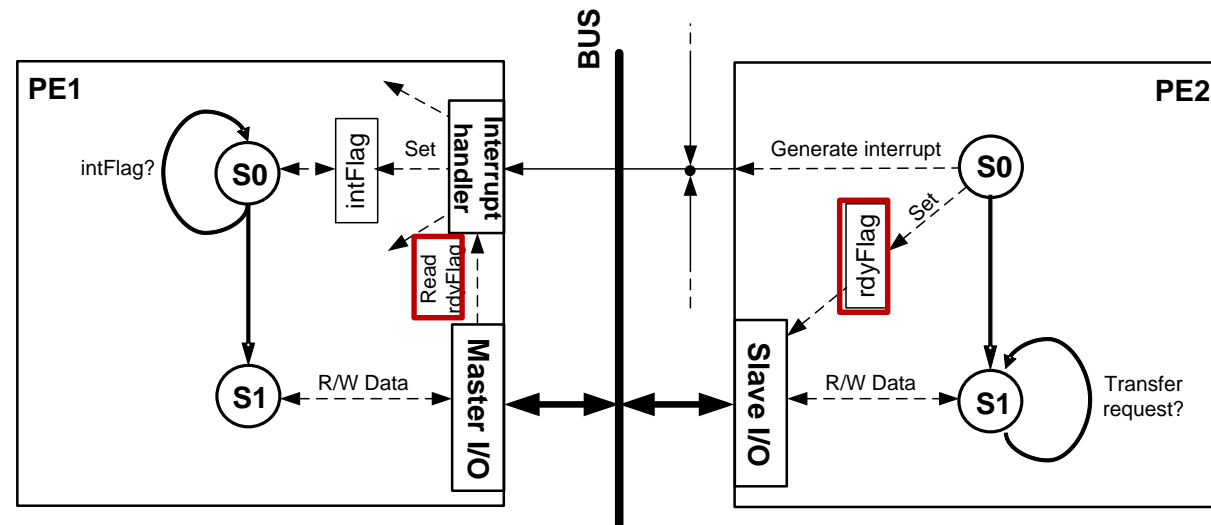 BUS
PE1
intFlag?
S0
intFlag
Set
Interrupt
handler
Read
rdyFlag
Master I/O
S1
R/W Data
PE2
Generate interrupt
S0
Set
rdyFlag
Slave I/O
R/W Data
S1
Transfer
request?